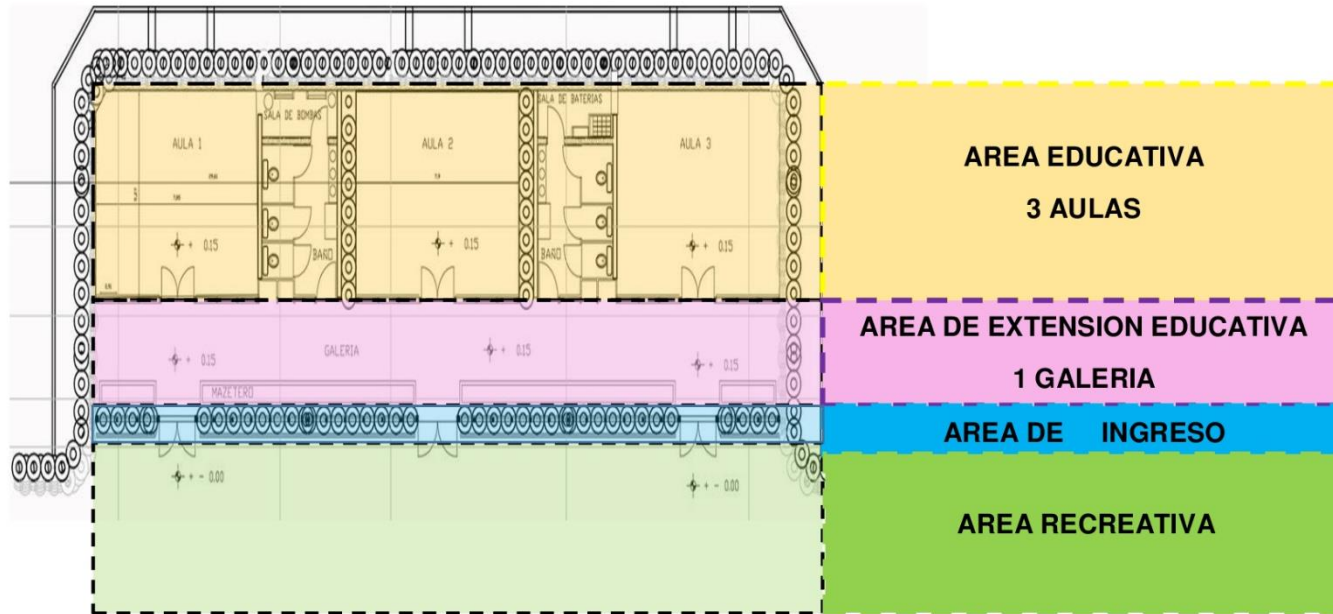 SALA DE BOMBAS
SALA DE BATERIAS
AULA 1
AULA 2
AULA 3
+ 0.15
+ 0.15
+ 0.15
BAÑO
BAÑO
GALERIA
+ 0.15
+ 0.15
+ 0.15
MAZETERO
+ - 0.00
+ - 0.00
AREA EDUCATIVA
3 AULAS
AREA DE EXTENSION EDUCATIVA
1 GALERIA
AREA DE INGRESO
AREA RECREATIVA